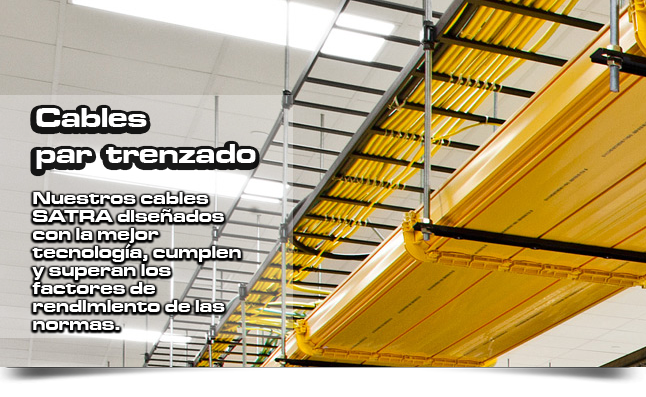 Cables
par trenzado
Nuestros cables
SATRA diseñados
con la mejor
tecnología, cumplen
y superan los
factores de
rendimiento de las
normas.